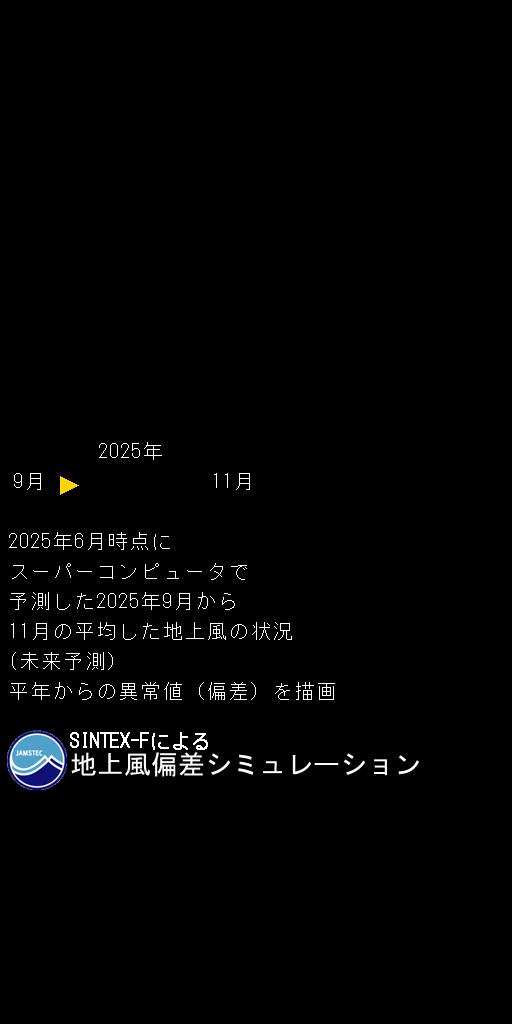 2025年
9月 ▶ 11月
2025年6月時点に
スーパーコンピュータで
予測した2025年9月から
11月の平均した地上風の状況
(未来予測)
平年からの異常値（偏差）を描画
JAMSTEC
SINTEX-Fによる
地上風偏差シミュレーション